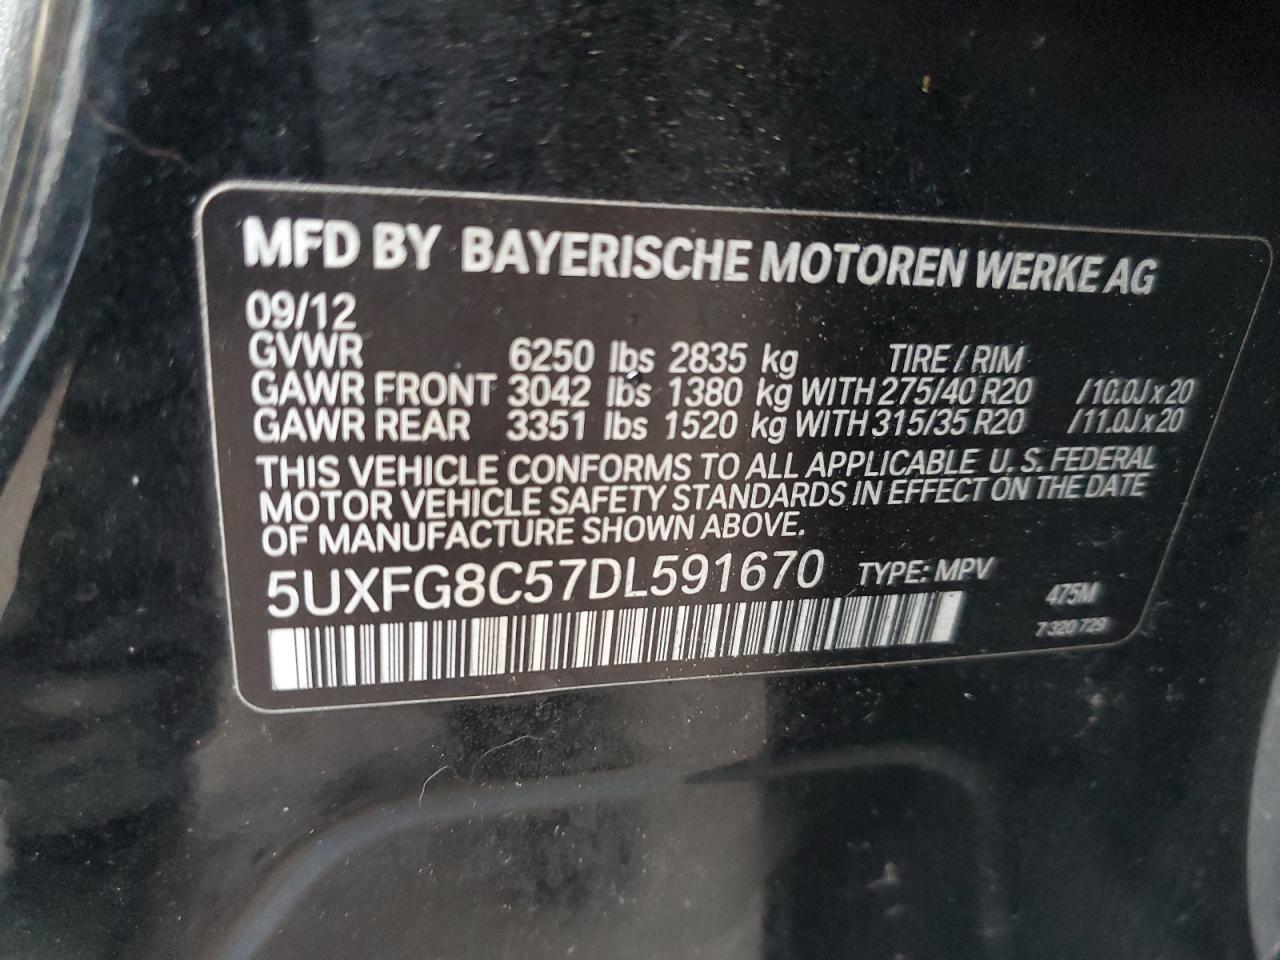 MFD BY BAYERISCHE MOTOREN WERKE AG
09/12
GVWR 6250 lbs 2835 kg TIRE / RIM
GAWR FRONT 3042 lbs 1380 kg WITH 275/40 R20 /10.0J x 20
GAWR REAR 3351 lbs 1520 kg WITH 315/35 R20 /11.0J x 20
THIS VEHICLE CONFORMS TO ALL APPLICABLE U. S. FEDERAL
MOTOR VEHICLE SAFETY STANDARDS IN EFFECT ON THE DATE
OF MANUFACTURE SHOWN ABOVE.
5UXFG8C57DL591670 TYPE: MPV
475M
7 320 729